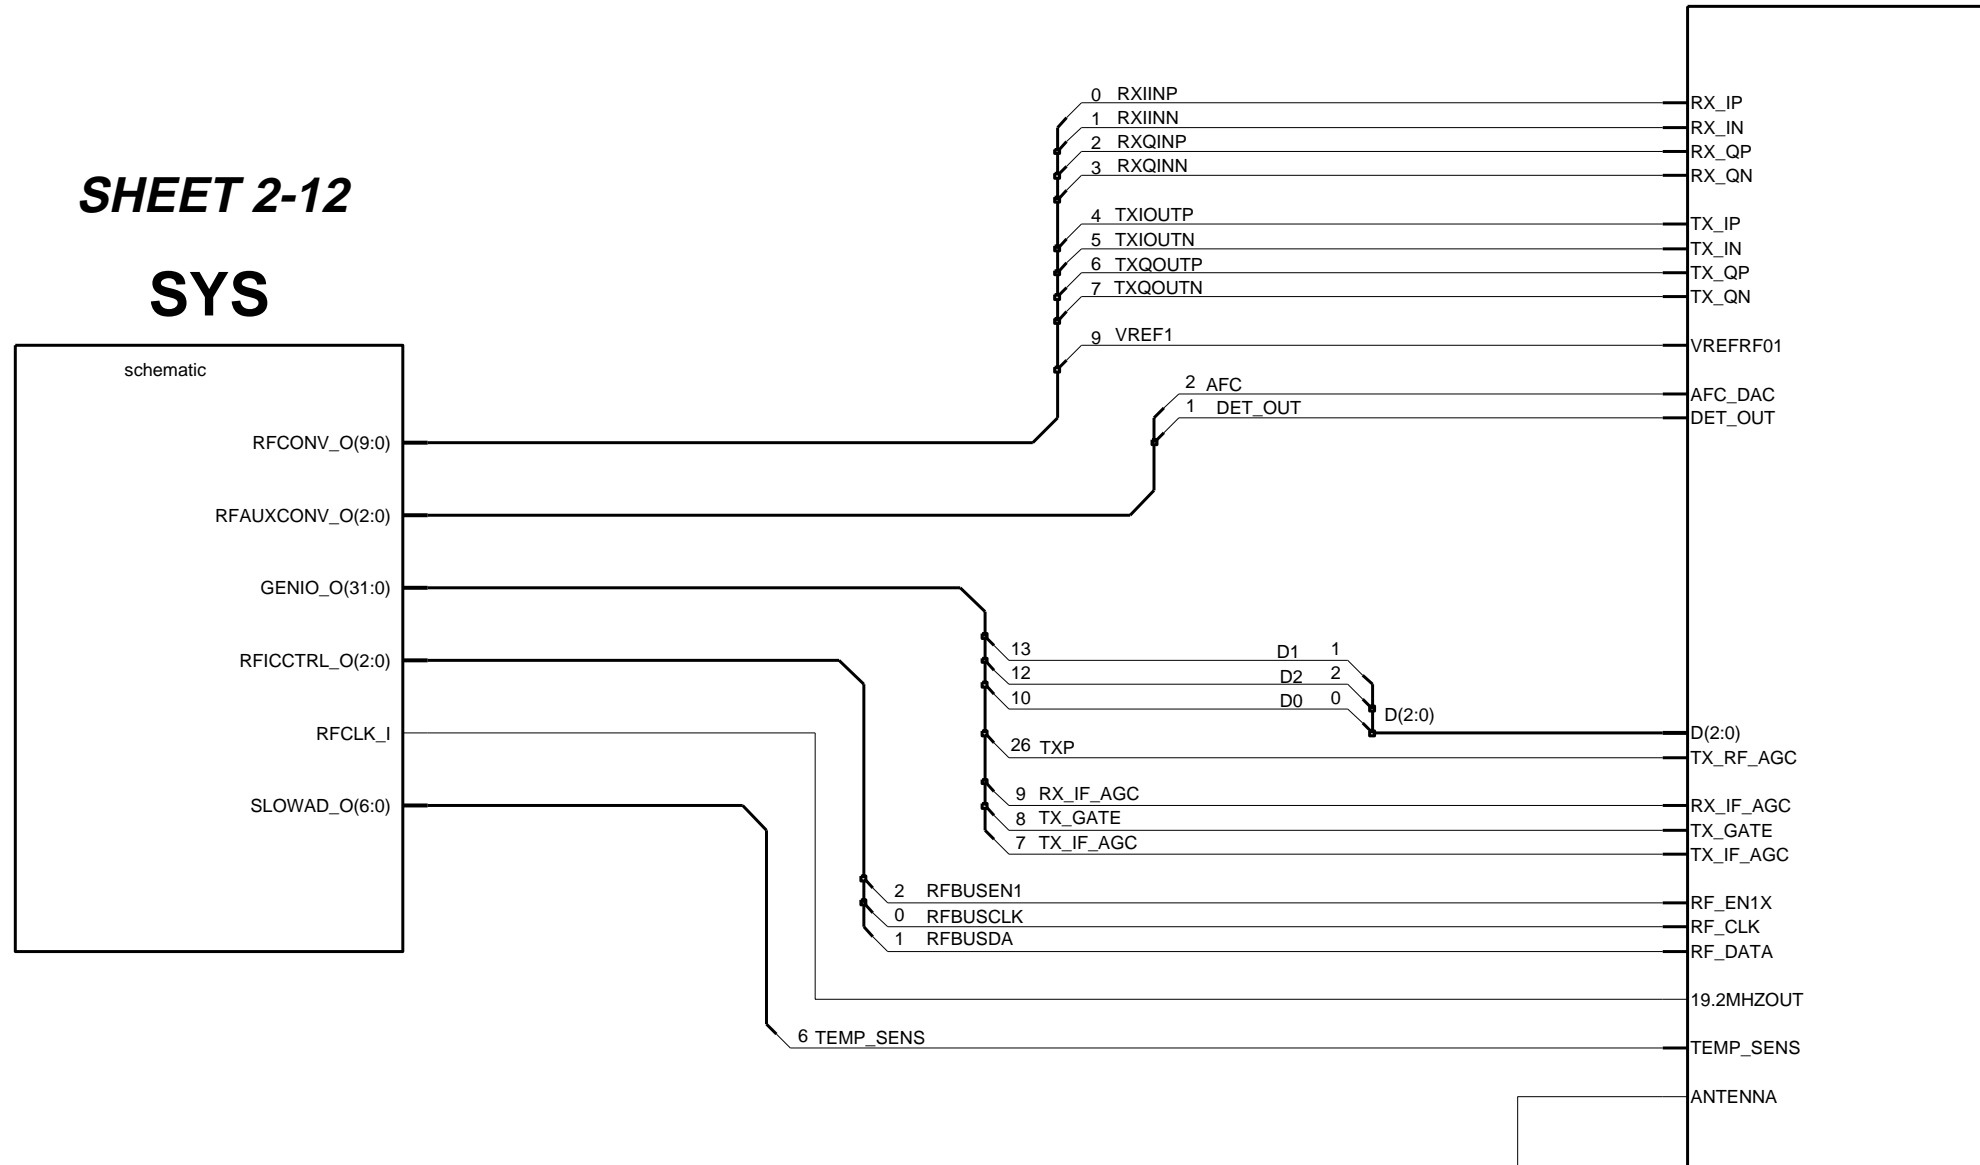 SHEET 2-12
SYS
schematic
RFCONV_O(9:0)
RFAUXCONV_O(2:0)
GENIO_O(31:0)
RFICCTRL_O(2:0)
RFCLK_I
SLOWAD_O(6:0)
0 RXIINP RX_IP
1 RXIINN RX_IN
2 RXQINP RX_QP
3 RXQINN RX_QN
4 TXIOUTP TX_IP
5 TXIOUTN TX_IN
6 TXQOUTP TX_QP
7 TXQOUTN TX_QN
9 VREF1 VREFRF01
2 AFC AFC_DAC
1 DET_OUT DET_OUT
13 D1 1
12 D2 2
10 D0 0
D(2:0)
D(2:0)
26 TXP TX_RF_AGC
9 RX_IF_AGC RX_IF_AGC
8 TX_GATE TX_GATE
7 TX_IF_AGC TX_IF_AGC
2 RFBUSEN1 RF_EN1X
0 RFBUSCLK RF_CLK
1 RFBUSDA RF_DATA
19.2MHZOUT
6 TEMP_SENS TEMP_SENS
ANTENNA